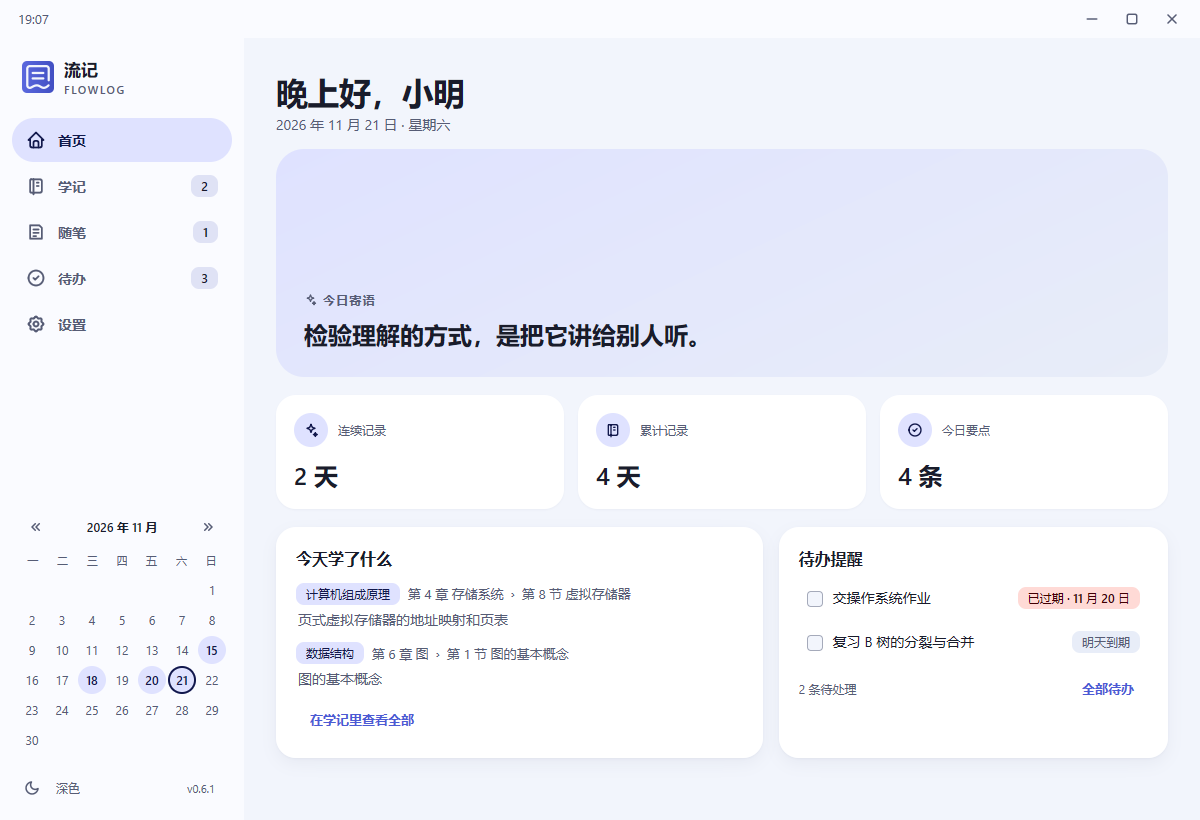 19:07
流记
FLOWLOG
首页
学记 2
随笔 1
待办 3
设置
« 2026 年 11 月 »
一 二 三 四 五 六 日
1
2 3 4 5 6 7 8
9 10 11 12 13 14 15
16 17 18 19 20 21 22
23 24 25 26 27 28 29
30
深色 v0.6.1
晚上好，小明
2026 年 11 月 21 日 · 星期六
今日寄语
检验理解的方式，是把它讲给别人听。
连续记录
2 天
累计记录
4 天
今日要点
4 条
今天学了什么
计算机组成原理 第 4 章 存储系统 › 第 8 节 虚拟存储器
页式虚拟存储器的地址映射和页表
数据结构 第 6 章 图 › 第 1 节 图的基本概念
图的基本概念
在学记里查看全部
待办提醒
交操作系统作业 已过期 · 11 月 20 日
复习 B 树的分裂与合并 明天到期
2 条待处理 全部待办